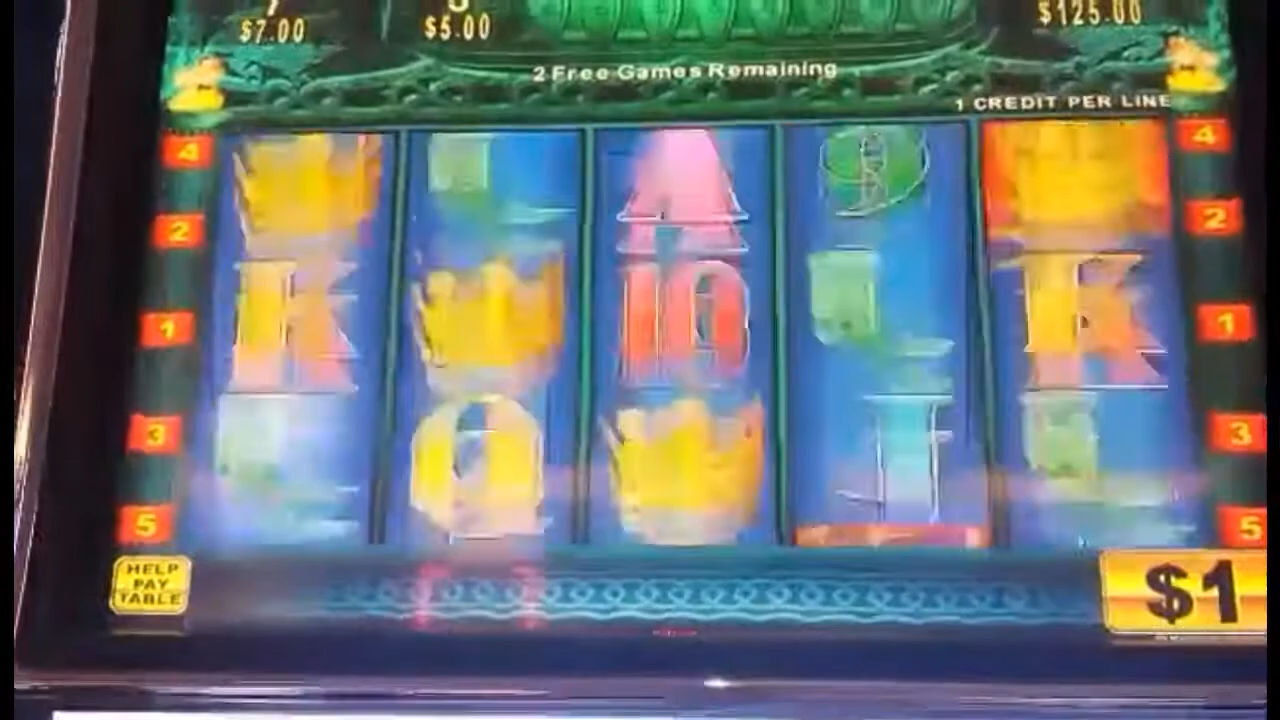 $7.00 $5.00 $125.00
2 Free Games Remaining
1 CREDIT PER LINE
4 4
2 2
K 10 K
1 1
3 3
Q J
5 5
HELP
PAY
TABLE
$1